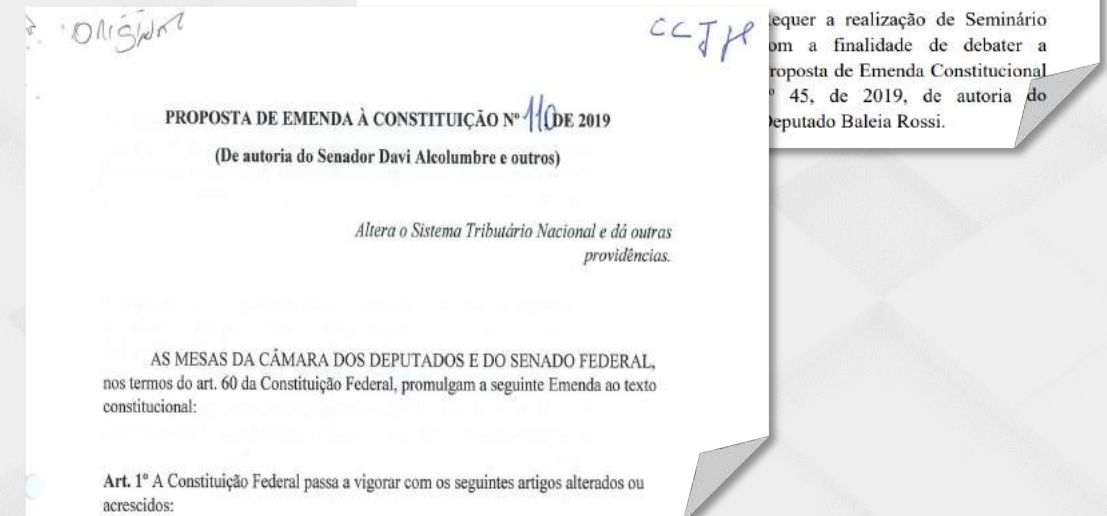 CCJ
PROPOSTA DE EMENDA À CONSTITUIÇÃO Nº 110 DE 2019
(De autoria do Senador Davi Alcolumbre e outros)
Altera o Sistema Tributário Nacional e dá outras
providências.
AS MESAS DA CÂMARA DOS DEPUTADOS E DO SENADO FEDERAL,
nos termos do art. 60 da Constituição Federal, promulgam a seguinte Emenda ao texto
constitucional:
Art. 1º A Constituição Federal passa a vigorar com os seguintes artigos alterados ou
acrescidos:
equer a realização de Seminário
om a finalidade de debater a
roposta de Emenda Constitucional
º 45, de 2019, de autoria do
eputado Baleia Rossi.